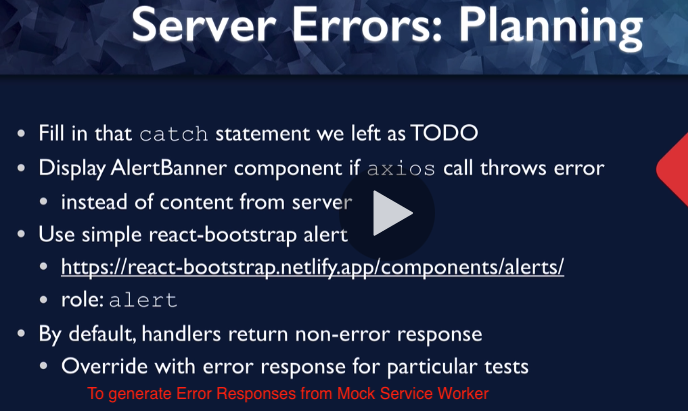 Server Errors: Planning
• Fill in that catch statement we left as TODO
• Display AlertBanner component if axios call throws error
• instead of content from server
• Use simple react-bootstrap alert
• https://react-bootstrap.netlify.app/components/alerts/
• role: alert
• By default, handlers return non-error response
• Override with error response for particular tests
To generate Error Responses from Mock Service Worker